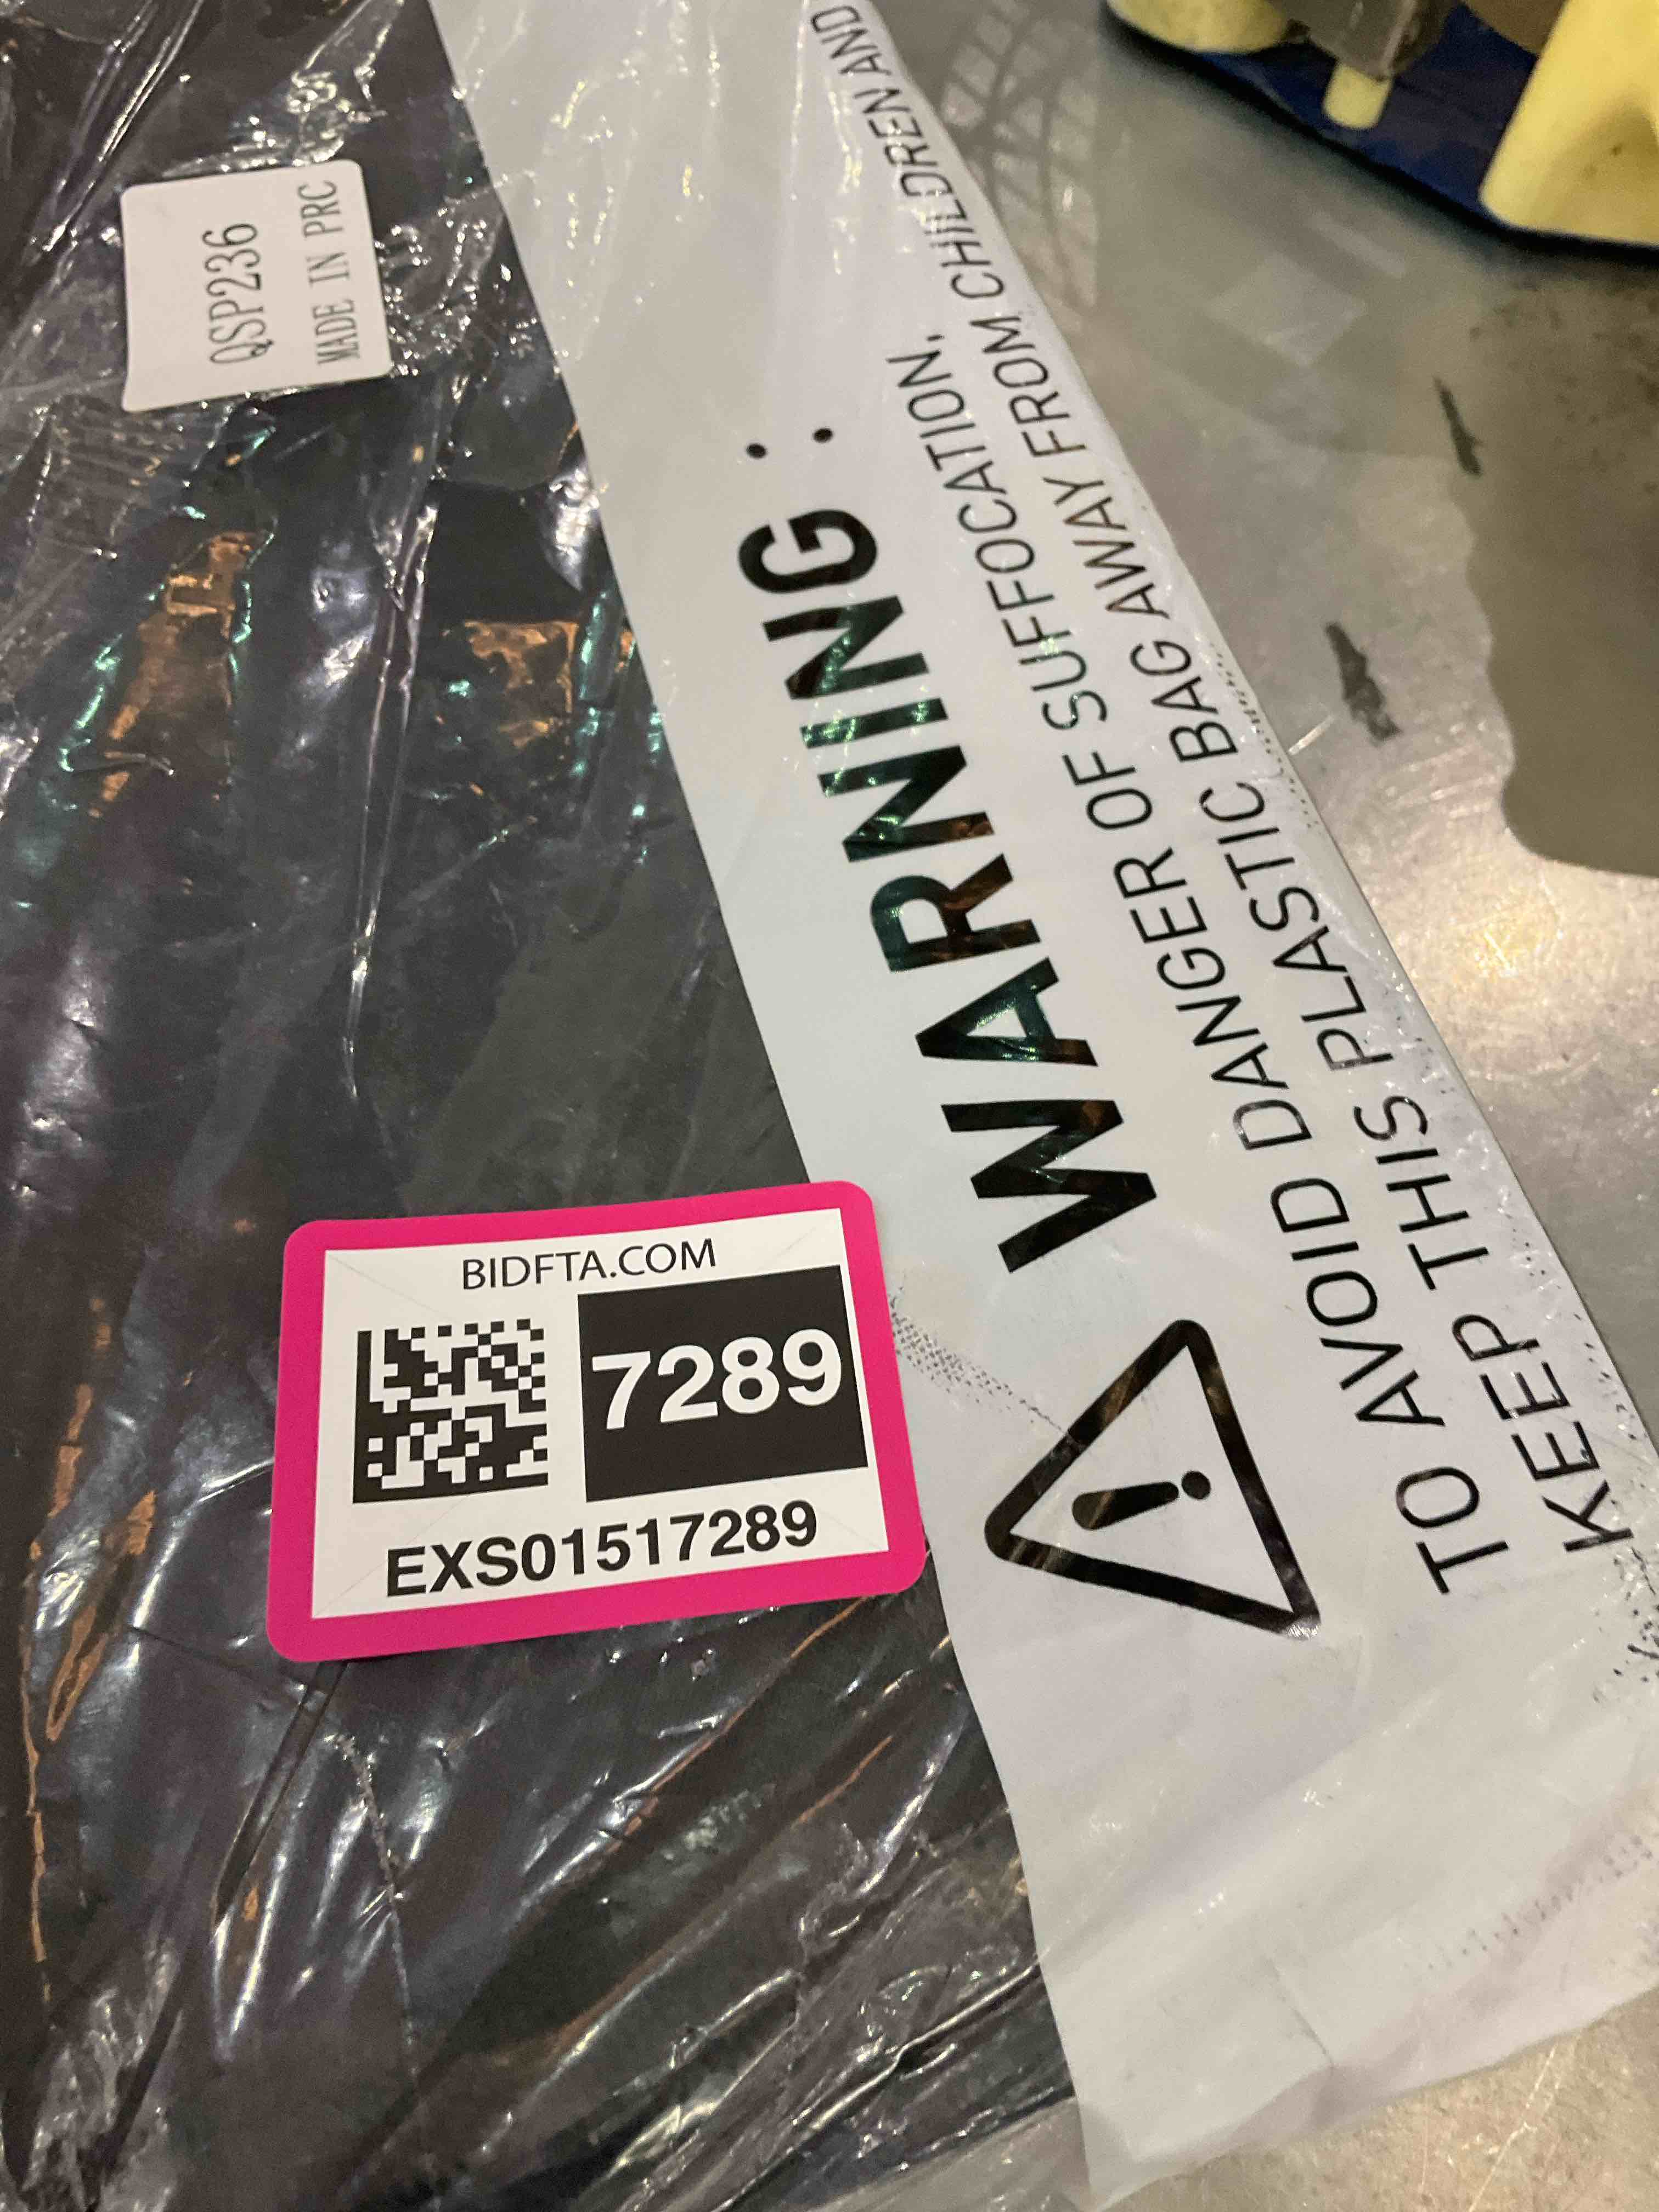 QSP236
MADE IN PRC
WARNING :
TO AVOID DANGER OF SUFFOCATION,
KEEP THIS PLASTIC BAG AWAY FROM CHILDREN AND
BIDFTA.COM
7289
EXS01517289